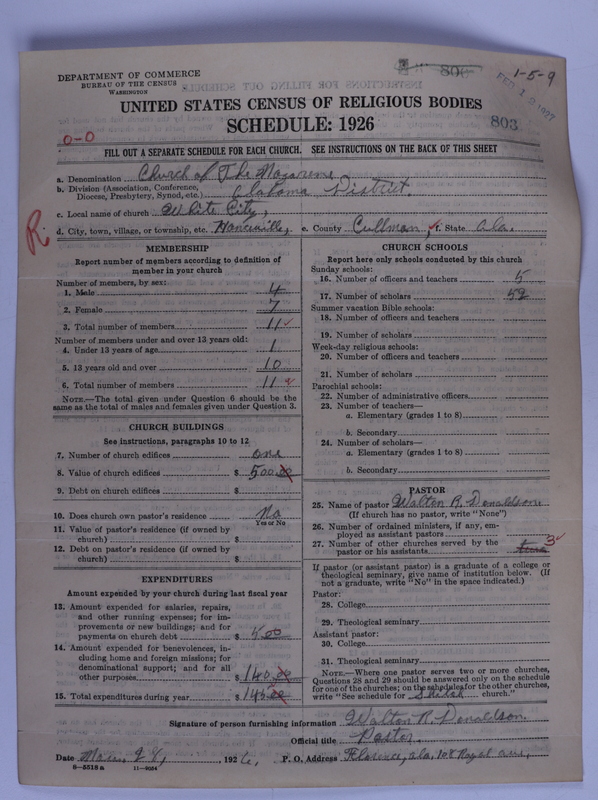 DEPARTMENT OF COMMERCE
BUREAU OF THE CENSUS
WASHINGTON
1-5-9
FEB 1 2 1927
803
UNITED STATES CENSUS OF RELIGIOUS BODIES
SCHEDULE: 1926
0-0
FILL OUT A SEPARATE SCHEDULE FOR EACH CHURCH. SEE INSTRUCTIONS ON THE BACK OF THIS SHEET
a. Denomination Church of The Nazarene
b. Division (Association, Conference, Diocese, Presbytery, Synod, etc.) Alabama District.
c. Local name of church White City,
d. City, town, village, or township, etc. Hanceville, e. County Cullman, f. State Ala.
R.
MEMBERSHIP
Report number of members according to definition of
member in your church
Number of members, by sex:
1. Male 4
2. Female 7
3. Total number of members 11
Number of members under and over 13 years old:
4. Under 13 years of age 1
5. 13 years old and over 10
6. Total number of members 11
NOTE.—The total given under Question 6 should be the
same as the total of males and females given under Question 3.
CHURCH BUILDINGS
See instructions, paragraphs 10 to 12
7. Number of church edifices one
8. Value of church edifices $ 500.00
9. Debt on church edifices $
10. Does church own pastor's residence No
Yes or No
11. Value of pastor's residence (if owned by
church) $
12. Debt on pastor's residence (if owned by
church) $
EXPENDITURES
Amount expended by your church during last fiscal year
13. Amount expended for salaries, repairs,
and other running expenses; for im-
provements or new buildings; and for
payments on church debt $ 5.00
14. Amount expended for benevolences, in-
cluding home and foreign missions; for
denominational support; and for all
other purposes $ 140.00
15. Total expenditures during year $ 145.00
CHURCH SCHOOLS
Report here only schools conducted by this church
Sunday schools:
16. Number of officers and teachers 5
17. Number of scholars 52
Summer vacation Bible schools:
18. Number of officers and teachers
19. Number of scholars
Week-day religious schools:
20. Number of officers and teachers
21. Number of scholars
Parochial schools:
22. Number of administrative officers
23. Number of teachers—
a. Elementary (grades 1 to 8)
b. Secondary
24. Number of scholars—
a. Elementary (grades 1 to 8)
b. Secondary
PASTOR
25. Name of pastor Walton R. Donaldson
(If church has no pastor, write "None")
26. Number of ordained ministers, if any, em-
ployed as assistant pastors
27. Number of other churches served by the
pastor or his assistants 3
If pastor (or assistant pastor) is a graduate of a college or
theological seminary, give name of institution below. (If
not a graduate, write "No" in the space indicated.)
Pastor:
28. College
29. Theological seminary
Assistant pastor:
30. College
31. Theological seminary
NOTE.—Where one pastor serves two or more churches,
Questions 28 and 29 should be answered only on the schedule
for one of the churches; on the schedules for the other churches,
write "See schedule for church."
Signature of person furnishing information Walton R. Donaldson
Official title Pastor
Date 1926, P. O. Address Florence, Ala, 108 Royal ave,
6-5518 a 11-9054